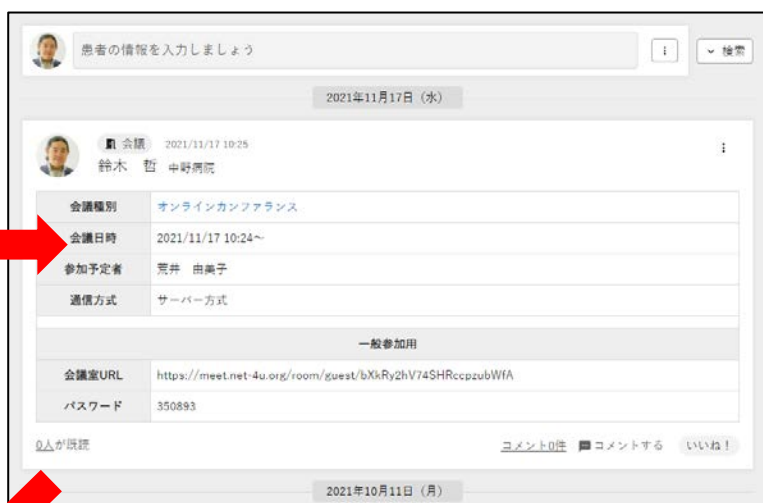 患者の情報を入力しましょう
⋮
検索
2021年11月17日（水）
会議 2021/11/17 10:25
⋮
鈴木 哲 中野病院
会議種別 オンラインカンファランス
会議日時 2021/11/17 10:24~
参加予定者 荒井 由美子
通信方式 サーバー方式
一般参加用
会議室URL https://meet.net-4u.org/room/guest/bXkRy2hV74SHRccpzubWfA
パスワード 350893
0人が既読 コメント0件 コメントする いいね！
2021年10月11日（月）